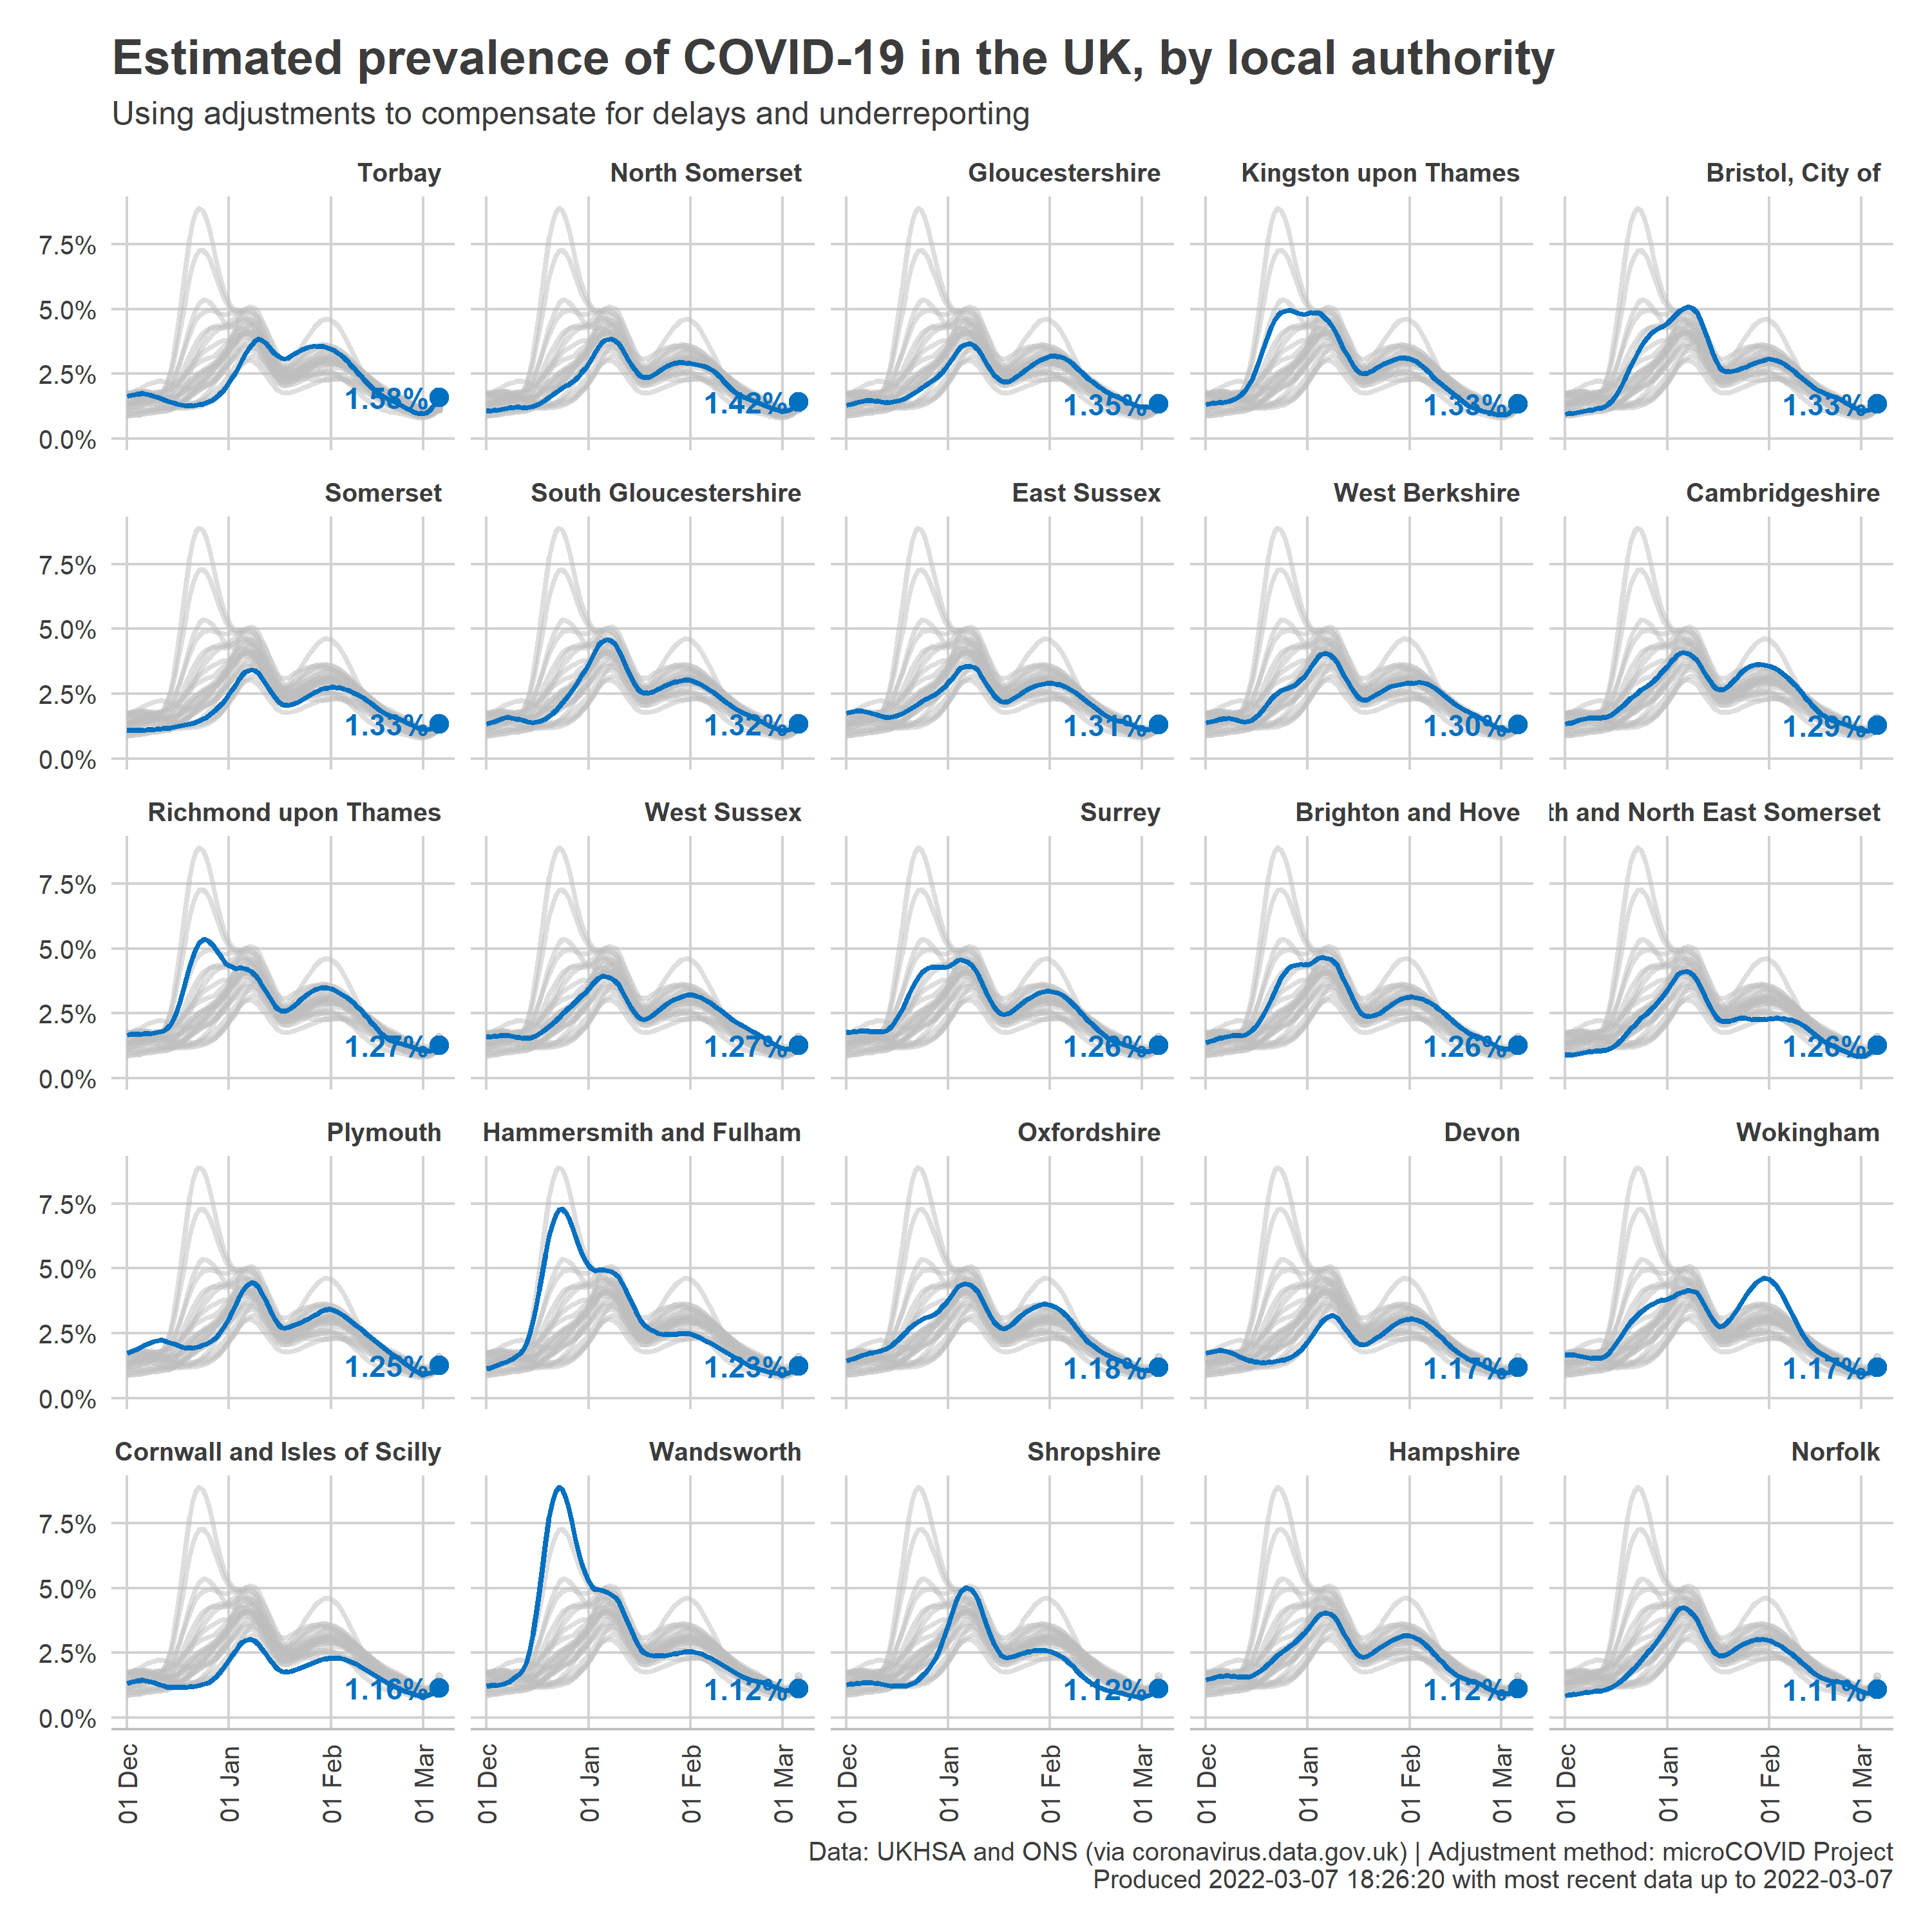 Estimated prevalence of COVID-19 in the UK, by local authority
Using adjustments to compensate for delays and underreporting
Torbay
North Somerset
Gloucestershire
Kingston upon Thames
Bristol, City of
7.5%
5.0%
2.5%
0.0%
1.58%
1.42%
1.35%
1.33%
1.33%
Somerset
South Gloucestershire
East Sussex
West Berkshire
Cambridgeshire
7.5%
5.0%
2.5%
0.0%
1.33%
1.32%
1.31%
1.30%
1.29%
Richmond upon Thames
West Sussex
Surrey
Brighton and Hove
th and North East Somerset
7.5%
5.0%
2.5%
0.0%
1.27%
1.27%
1.26%
1.26%
1.26%
Plymouth
Hammersmith and Fulham
Oxfordshire
Devon
Wokingham
7.5%
5.0%
2.5%
0.0%
1.25%
1.23%
1.18%
1.17%
1.17%
Cornwall and Isles of Scilly
Wandsworth
Shropshire
Hampshire
Norfolk
7.5%
5.0%
2.5%
0.0%
1.16%
1.12%
1.12%
1.12%
1.11%
01 Dec
01 Jan
01 Feb
01 Mar
01 Dec
01 Jan
01 Feb
01 Mar
01 Dec
01 Jan
01 Feb
01 Mar
01 Dec
01 Jan
01 Feb
01 Mar
01 Dec
01 Jan
01 Feb
01 Mar
Data: UKHSA and ONS (via coronavirus.data.gov.uk) | Adjustment method: microCOVID Project
Produced 2022-03-07 18:26:20 with most recent data up to 2022-03-07